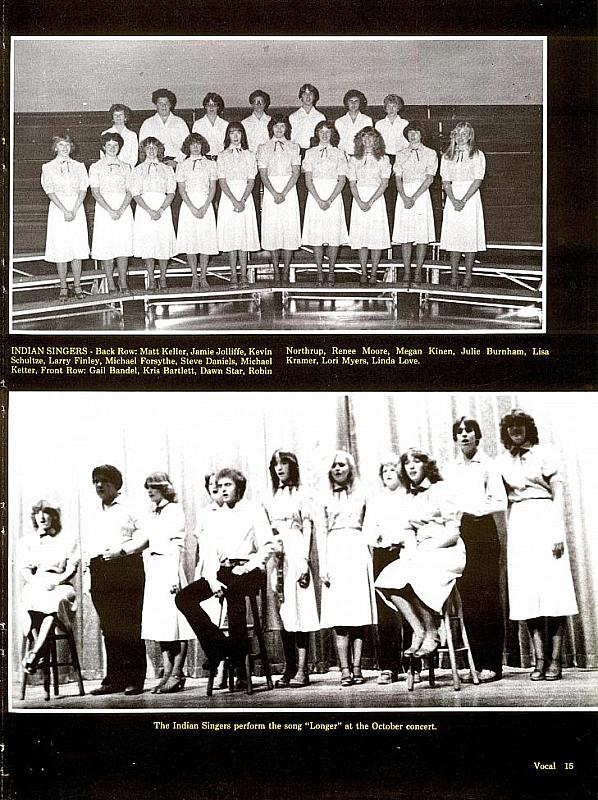 INDIAN SINGERS - Back Row: Matt Keller, Jamie Jolliffe, Kevin
Schultze, Larry Finley, Michael Forsythe, Steve Daniels, Michael
Ketter, Front Row: Gail Bandel, Kris Bartlett, Dawn Star, Robin
Northrup, Renee Moore, Megan Kinen, Julie Burnham, Lisa
Kramer, Lori Myers, Linda Love.
The Indian Singers perform the song "Longer" at the October concert.
Vocal 15